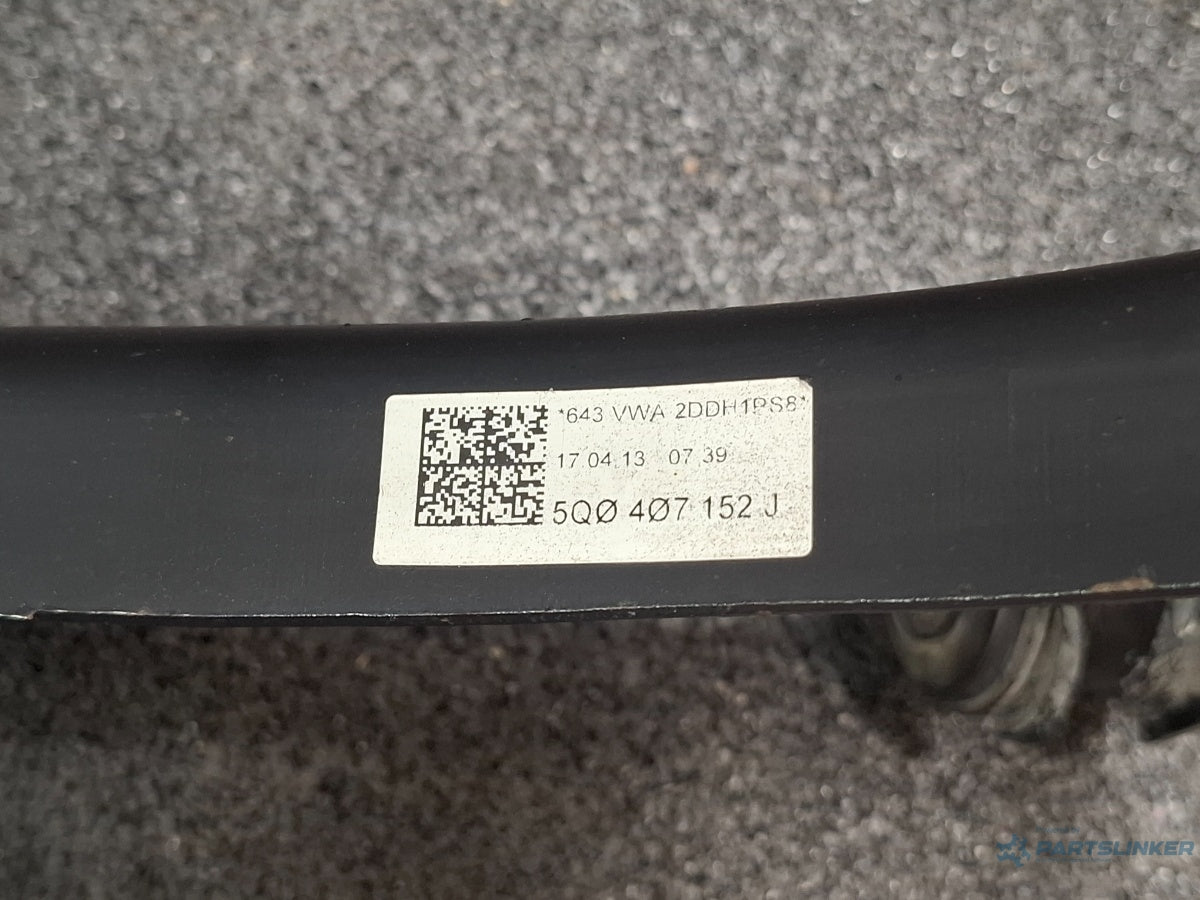 *643 VWA 2DDH1PS8*
17.04.13 07.39
5QØ 4Ø7 152 J
PARTSLINKER